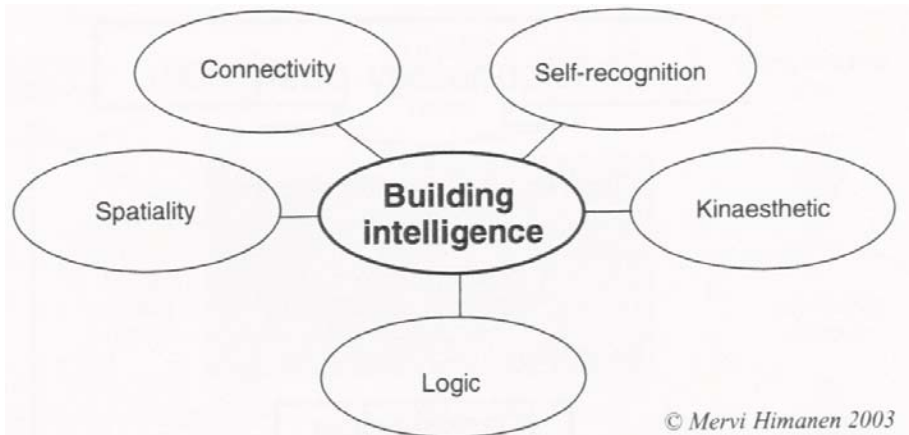 Connectivity
Self-recognition
Spatiality
Building
intelligence
Kinaesthetic
Logic
© Mervi Himanen 2003